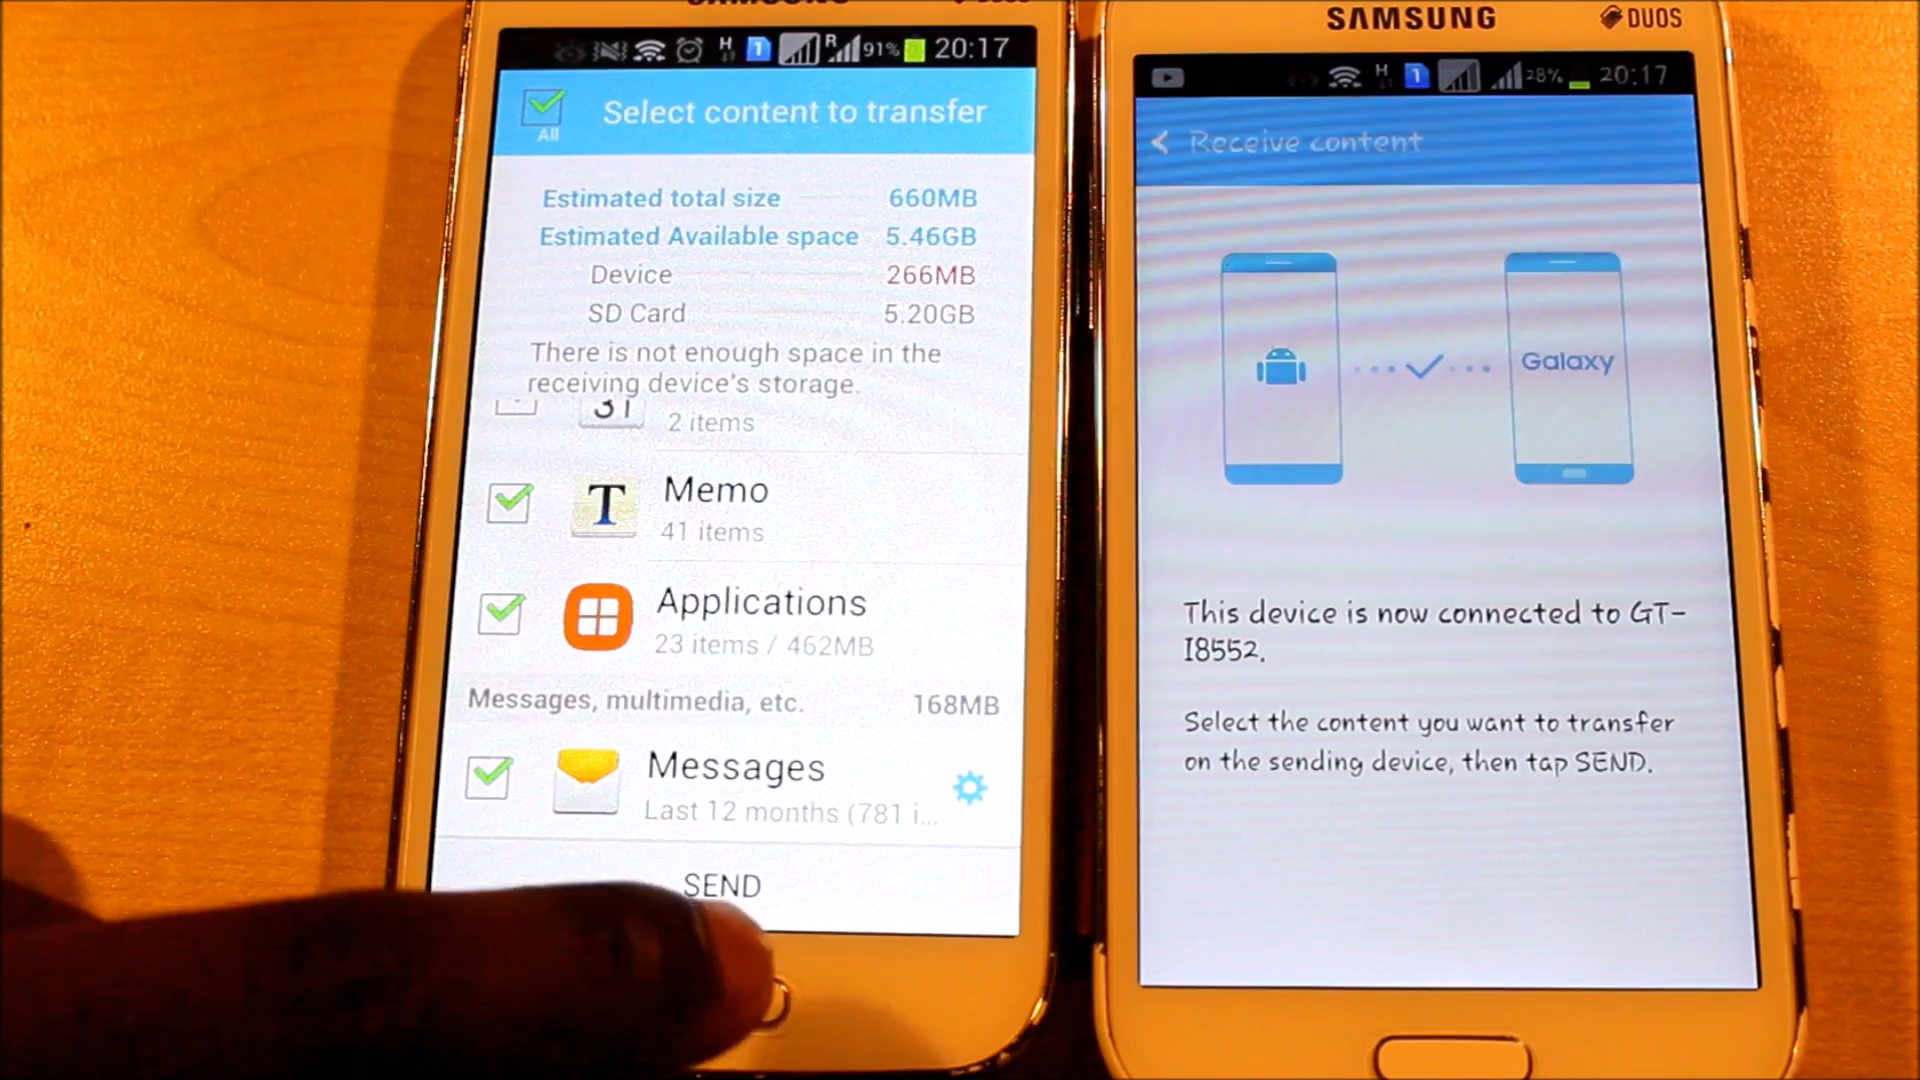 SAMSUNG
R 91% 20:17
All
Select content to transfer
Estimated total size 660MB
Estimated Available space 5.46GB
Device 266MB
SD Card 5.20GB
There is not enough space in the
receiving device's storage.
31
2 items
T
Memo
41 items
Applications
23 items / 462MB
Messages, multimedia, etc. 168MB
Messages
Last 12 months (781 i...
SEND
SAMSUNG DUOS
H 1 28% 20:17
Receive content
Galaxy
This device is now connected to GT-
I8552.
Select the content you want to transfer
on the sending device, then tap SEND.